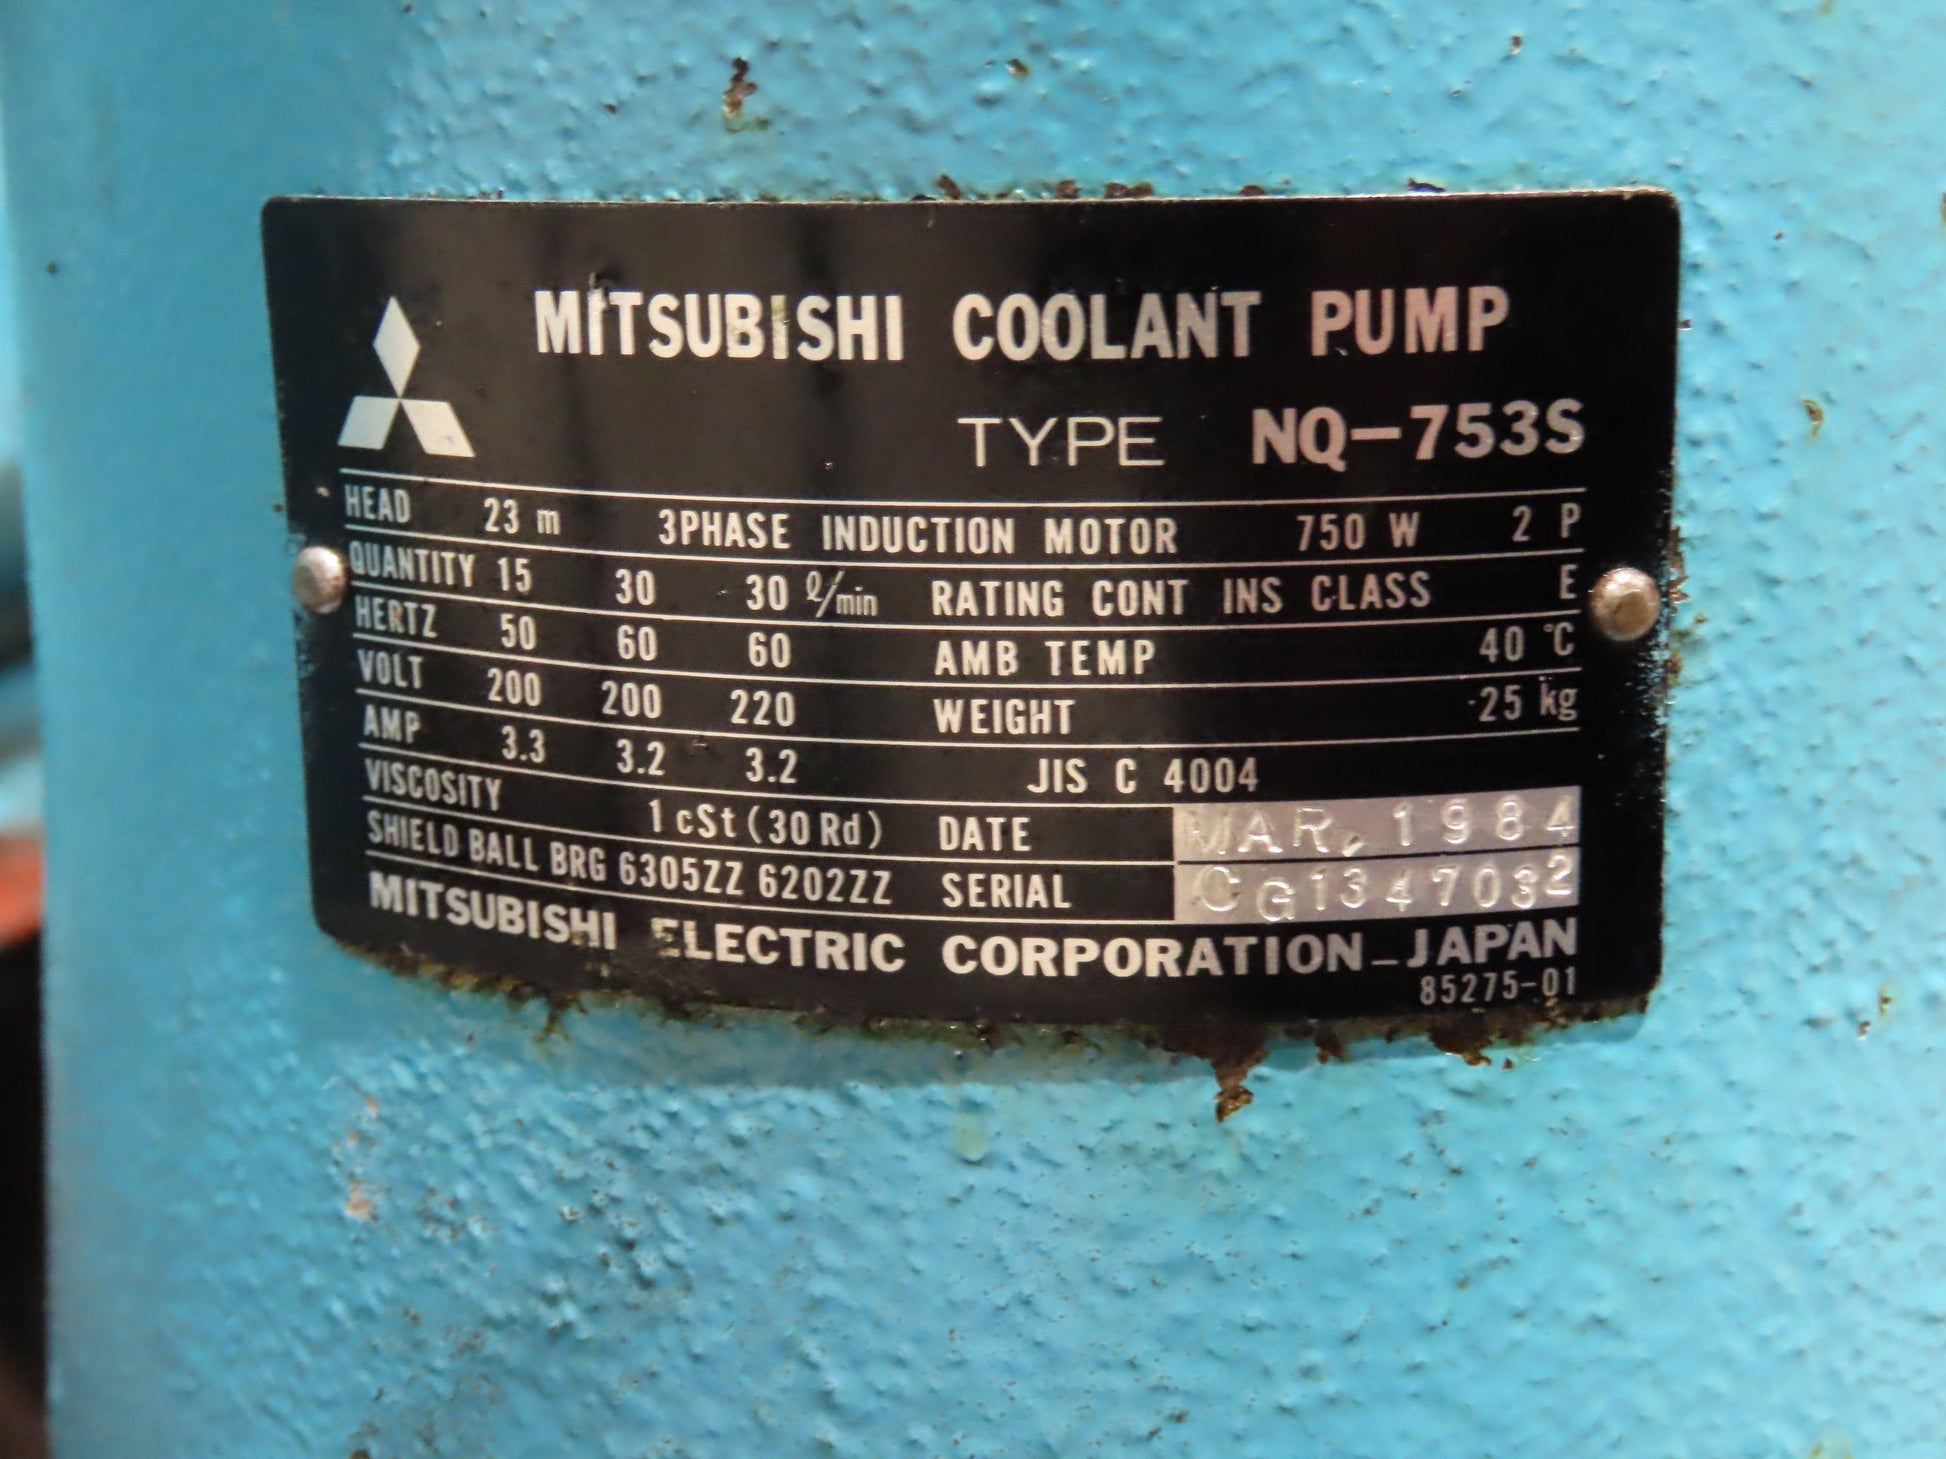 MITSUBISHI COOLANT PUMP
TYPE NQ-753S
HEAD 23 m 3PHASE INDUCTION MOTOR 750 W 2 P
QUANTITY 15 30 30 ℓ/min RATING CONT INS CLASS E
HERTZ 50 60 60 AMB TEMP 40 °C
VOLT 200 200 220 WEIGHT 25 kg
AMP 3.3 3.2 3.2 JIS C 4004
VISCOSITY 1 cSt (30 Rd) DATE MAR. 1984
SHIELD BALL BRG 6305ZZ 6202ZZ SERIAL CG1347032
MITSUBISHI ELECTRIC CORPORATION-JAPAN
85275-01